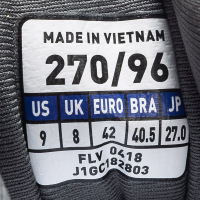 MADE IN VIETNAM
270/96
US UK EURO BRA JP
9 8 42 40.5 27.0
FLV 0418
J1GC182803